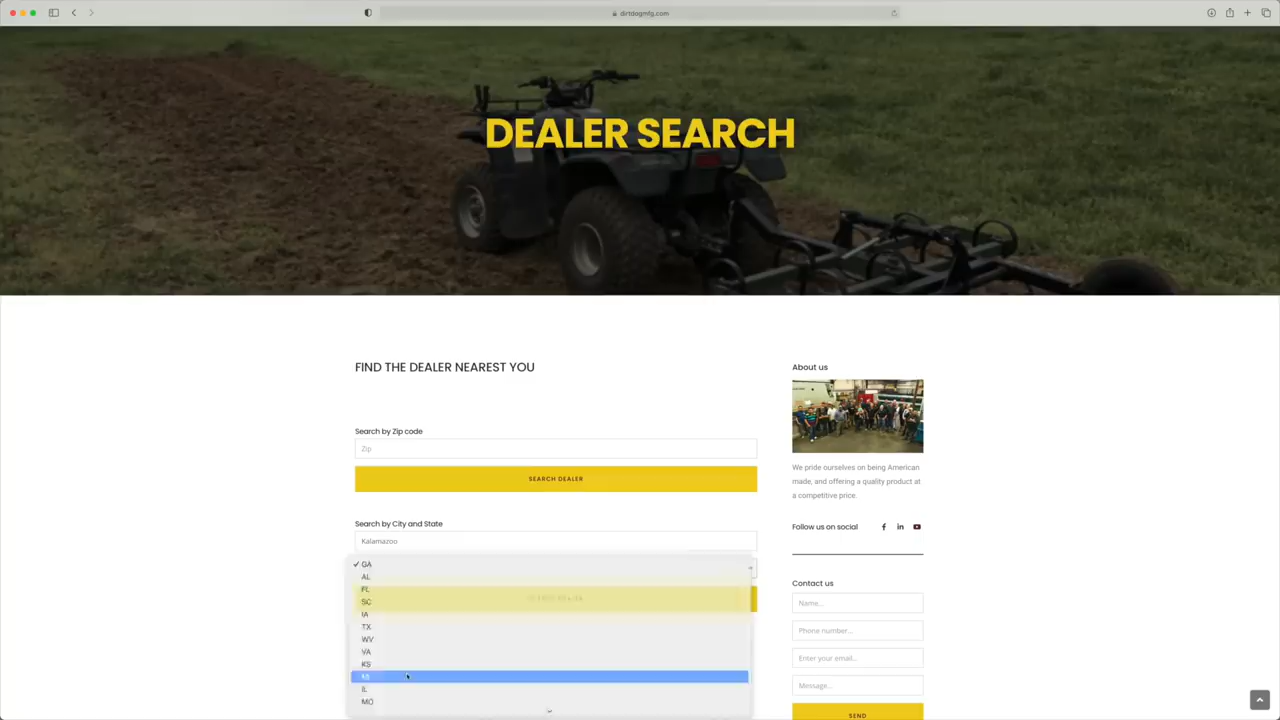 dirtdogmfg.com
DEALER SEARCH
FIND THE DEALER NEAREST YOU
Search by Zip code
Zip
SEARCH DEALER
Search by City and State
Kalamazoo
✓ GA
AL
FL
SC
IA
TX
WV
VA
KS
MI
IL
MO
About us
We pride ourselves on being American
made, and offering a quality product at
a competitive price.
Follow us on social
Contact us
Name...
Phone number...
Enter your email...
Message...
SEND